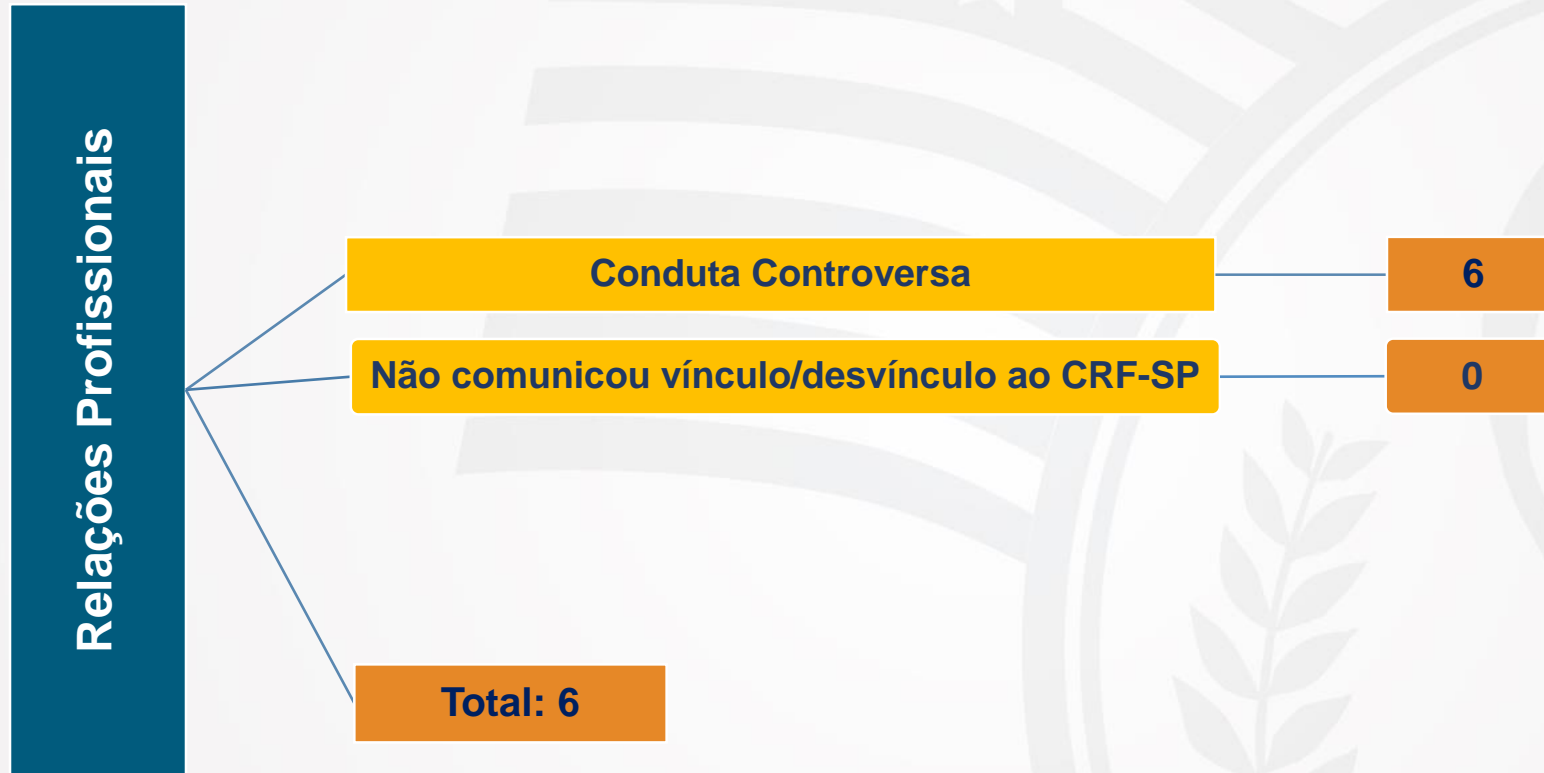 Relações Profissionais
Conduta Controversa
6
Não comunicou vínculo/desvínculo ao CRF-SP
0
Total: 6